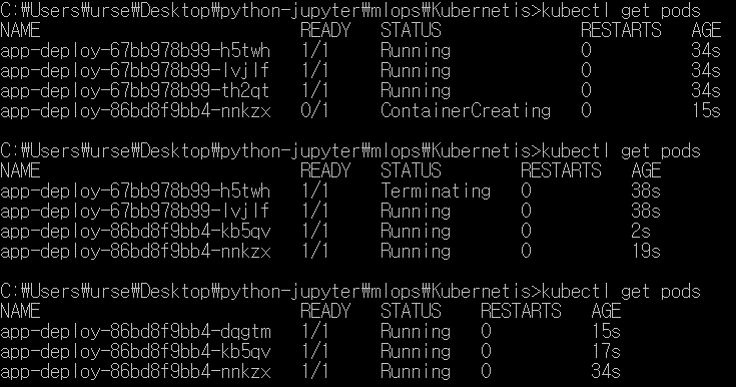 C:₩Users₩urse₩Desktop₩python-jupyter₩mlops₩Kubernetis>kubectl get pods
NAME READY STATUS RESTARTS AGE
app-deploy-67bb978b99-h5twh 1/1 Running 0 34s
app-deploy-67bb978b99-lvjlf 1/1 Running 0 34s
app-deploy-67bb978b99-th2qt 1/1 Running 0 34s
app-deploy-86bd8f9bb4-nnkzx 0/1 ContainerCreating 0 15s
C:₩Users₩urse₩Desktop₩python-jupyter₩mlops₩Kubernetis>kubectl get pods
NAME READY STATUS RESTARTS AGE
app-deploy-67bb978b99-h5twh 1/1 Terminating 0 38s
app-deploy-67bb978b99-lvjlf 1/1 Running 0 38s
app-deploy-86bd8f9bb4-kb5qv 1/1 Running 0 2s
app-deploy-86bd8f9bb4-nnkzx 1/1 Running 0 19s
C:₩Users₩urse₩Desktop₩python-jupyter₩mlops₩Kubernetis>kubectl get pods
NAME READY STATUS RESTARTS AGE
app-deploy-86bd8f9bb4-dqgtm 1/1 Running 0 15s
app-deploy-86bd8f9bb4-kb5qv 1/1 Running 0 17s
app-deploy-86bd8f9bb4-nnkzx 1/1 Running 0 34s